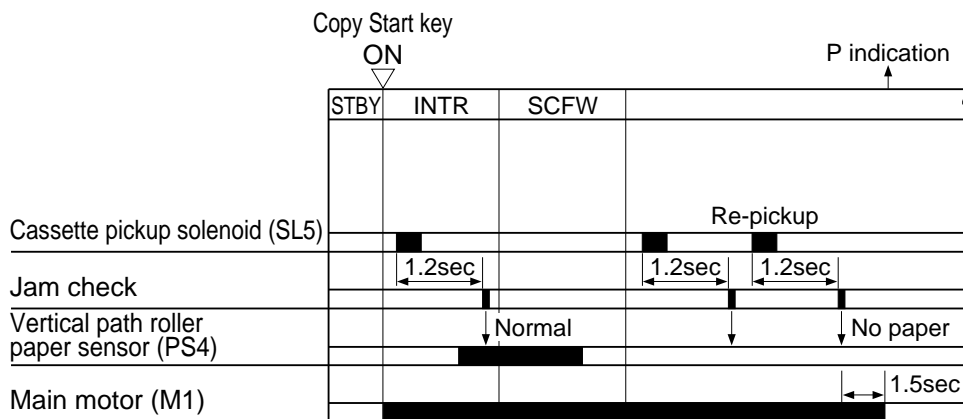 Copy Start key
ON
P indication
STBY
INTR
SCFW
Cassette pickup solenoid (SL5)
Re-pickup
1.2sec
1.2sec
1.2sec
Jam check
Vertical path roller
paper sensor (PS4)
Normal
No paper
1.5sec
Main motor (M1)